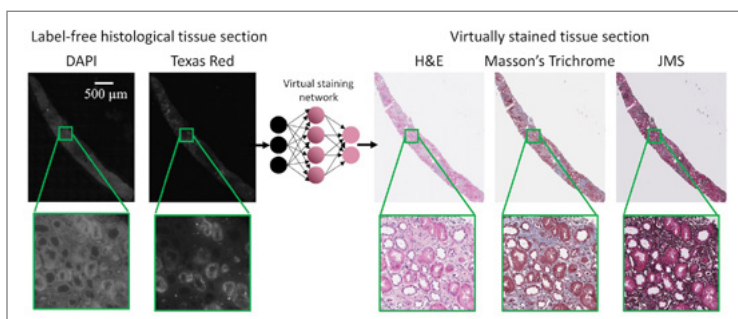 Label-free histological tissue section
Virtually stained tissue section
DAPI
Texas Red
Virtual staining
network
H&E
Masson's Trichrome
JMS
500 μm